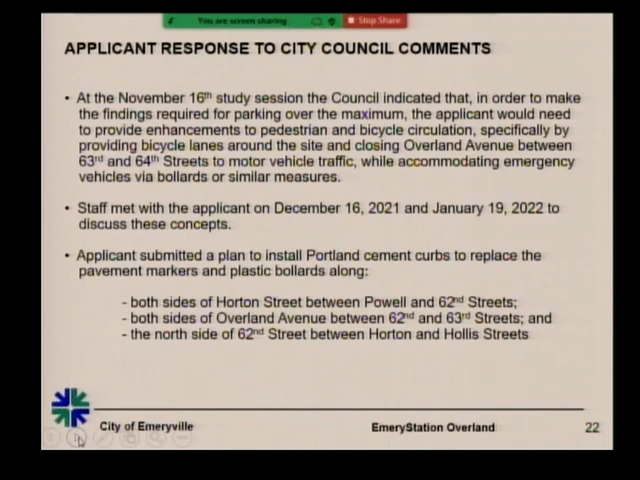 You are screen sharing
Stop Share
APPLICANT RESPONSE TO CITY COUNCIL COMMENTS
• At the November 16th study session the Council indicated that, in order to make
the findings required for parking over the maximum, the applicant would need
to provide enhancements to pedestrian and bicycle circulation, specifically by
providing bicycle lanes around the site and closing Overland Avenue between
63rd and 64th Streets to motor vehicle traffic, while accommodating emergency
vehicles via bollards or similar measures.
• Staff met with the applicant on December 16, 2021 and January 19, 2022 to
discuss these concepts.
• Applicant submitted a plan to install Portland cement curbs to replace the
pavement markers and plastic bollards along:
- both sides of Horton Street between Powell and 62nd Streets;
- both sides of Overland Avenue between 62nd and 63rd Streets; and
- the north side of 62nd Street between Horton and Hollis Streets
City of Emeryville
EmeryStation Overland
22